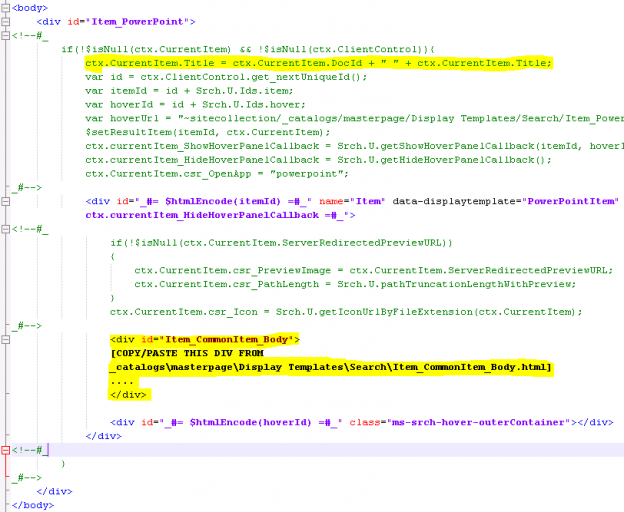 <body>
<div id="Item_PowerPoint">
<!--#_
if(!$isNull(ctx.CurrentItem) && !$isNull(ctx.ClientControl)){
ctx.CurrentItem.Title = ctx.CurrentItem.DocId + " " + ctx.CurrentItem.Title;
var id = ctx.ClientControl.get_nextUniqueId();
var itemId = id + Srch.U.Ids.item;
var hoverId = id + Srch.U.Ids.hover;
var hoverUrl = "~sitecollection/_catalogs/masterpage/Display Templates/Search/Item_Pow
$setResultItem(itemId, ctx.CurrentItem);
ctx.currentItem_ShowHoverPanelCallback = Srch.U.getShowHoverPanelCallback(itemId, hoverI
ctx.currentItem_HideHoverPanelCallback = Srch.U.getHideHoverPanelCallback();
ctx.CurrentItem.csr_OpenApp = "powerpoint";
_#-->
<div id="_#= $htmlEncode(itemId) =#_" name="Item" data-displaytemplate="PowerPointItem"
ctx.currentItem_HideHoverPanelCallback =#_">
<!--#_
if(!$isNull(ctx.CurrentItem.ServerRedirectedPreviewURL))
{
ctx.CurrentItem.csr_PreviewImage = ctx.CurrentItem.ServerRedirectedPreviewURL;
ctx.CurrentItem.csr_PathLength = Srch.U.pathTruncationLengthWithPreview;
}
ctx.CurrentItem.csr_Icon = Srch.U.getIconUrlByFileExtension(ctx.CurrentItem);
_#-->
<div id="Item_CommonItem_Body">
[COPY/PASTE THIS DIV FROM
_catalogs\masterpage\Display Templates\Search\Item_CommonItem_Body.html]
....
</div>
<div id="_#= $htmlEncode(hoverId) =#_" class="ms-srch-hover-outerContainer"></div>
</div>
<!--#_
}
_#-->
</div>
</body>